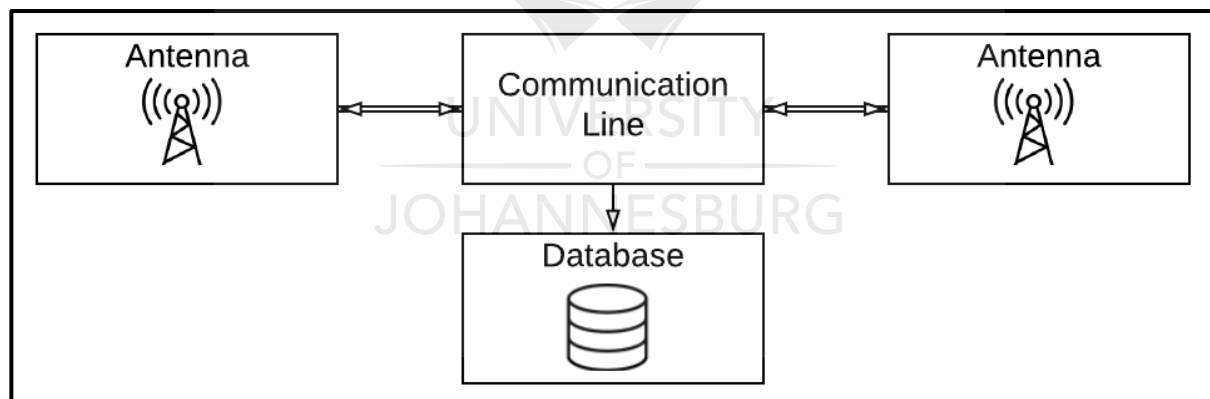 Antenna
Communication
Line
Antenna
UNIVERSITY
OF
JOHANNESBURG
Database